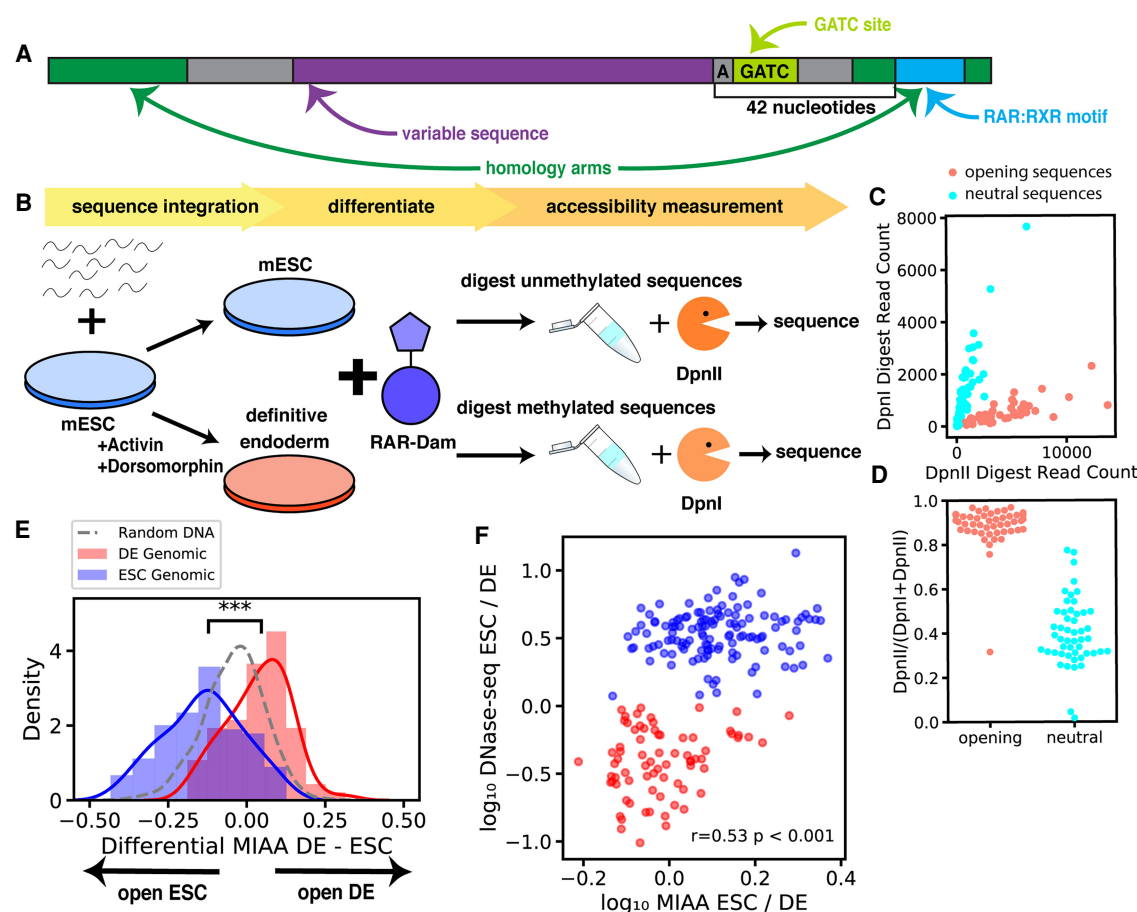 A
GATC site
A
GATC
42 nucleotides
variable sequence
RAR:RXR motif
homology arms
B
sequence integration
differentiate
accessibility measurement
mESC
+
mESC
+Activin
+Dorsomorphin
definitive
endoderm
+
RAR-Dam
digest unmethylated sequences
+
DpnII
sequence
digest methylated sequences
+
DpnI
sequence
opening sequences
neutral sequences
C
DpnI Digest Read Count
8000
6000
4000
2000
0
0
10000
DpnII Digest Read Count
D
DpnII/(DpnI+DpnII)
1.0
0.8
0.6
0.4
0.2
0.0
opening
neutral
E
Random DNA
DE Genomic
ESC Genomic
***
Density
4
2
0
−0.50
−0.25
0.00
0.25
0.50
Differential MIAA DE - ESC
open ESC
open DE
F
log₁₀ DNase-seq ESC / DE
1.0
0.5
0.0
−0.5
−1.0
r=0.53 p < 0.001
−0.2
0.0
0.2
0.4
log₁₀ MIAA ESC / DE